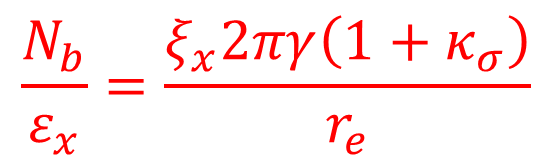 N_b / ε_x = ξ_x 2πγ(1 + κ_σ) / r_e